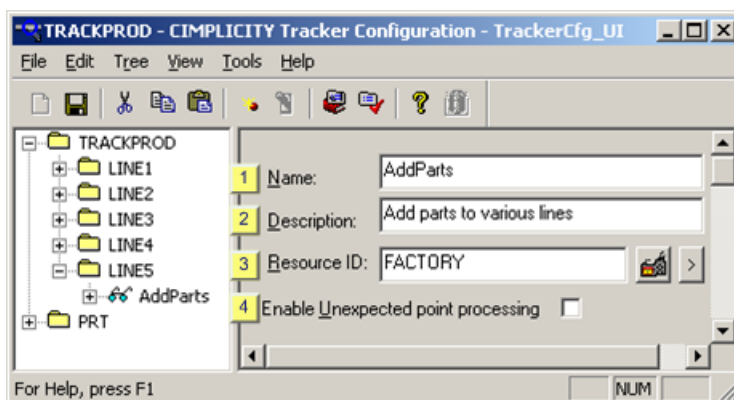 TRACKPROD - CIMPLICITY Tracker Configuration - TrackerCfg_UI
File Edit Tree View Tools Help
TRACKPROD
LINE1
LINE2
LINE3
LINE4
LINE5
AddParts
PRT
1 Name: AddParts
2 Description: Add parts to various lines
3 Resource ID: FACTORY >
4 Enable Unexpected point processing
For Help, press F1 NUM